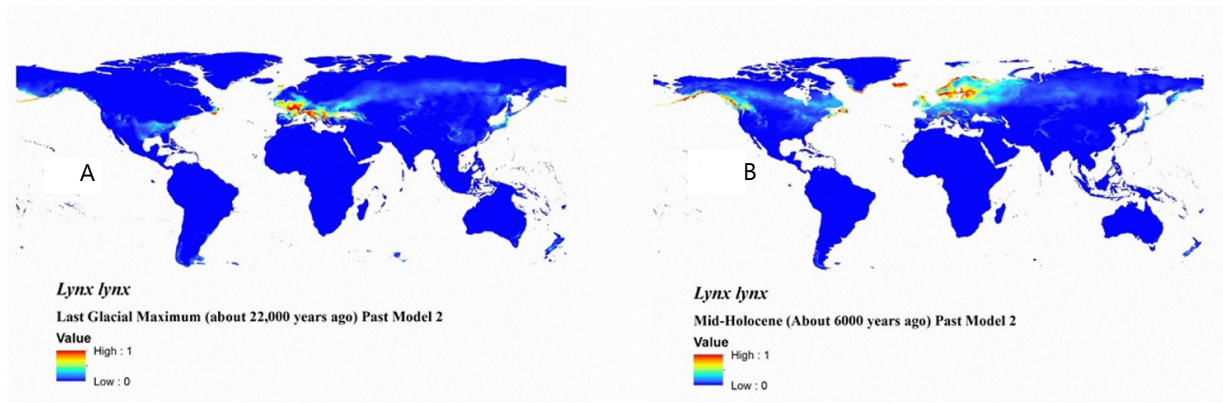 A
Lynx lynx
Last Glacial Maximum (about 22,000 years ago) Past Model 2
Value
High : 1
Low : 0
B
Lynx lynx
Mid-Holocene (About 6000 years ago) Past Model 2
Value
High : 1
Low : 0